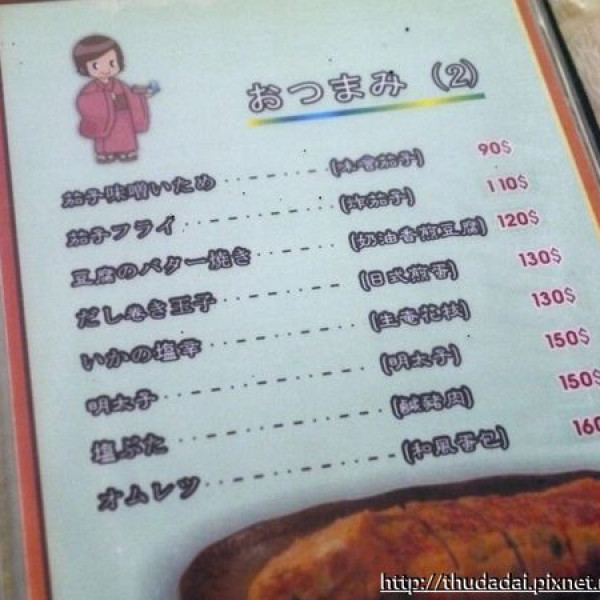 おつまみ (2)
茄子味噌いため (味噌茄子) 90$
茄子フライ (炸茄子) 110$
豆腐のバター焼き (奶油香煎豆腐) 120$
だし巻き玉子 (日式煎蛋) 130$
いかの塩辛 (生奄花枝) 130$
明太子 (明太子) 150$
塩ぶた (鹹豬肉) 150$
オムレツ (和風蛋包) 160
http://thudadai.pixnet.n